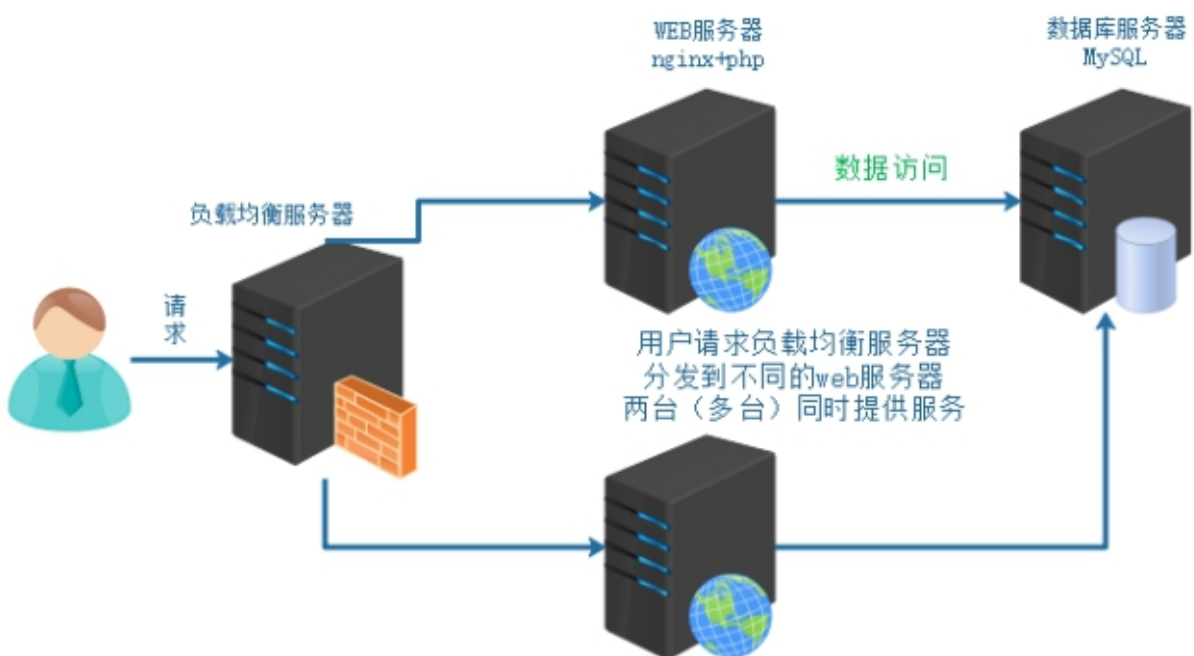 WEB服务器
nginx+php
数据库服务器
MySQL
数据访问
负载均衡服务器
请
求
用户请求负载均衡服务器
分发到不同的web服务器
两台（多台）同时提供服务